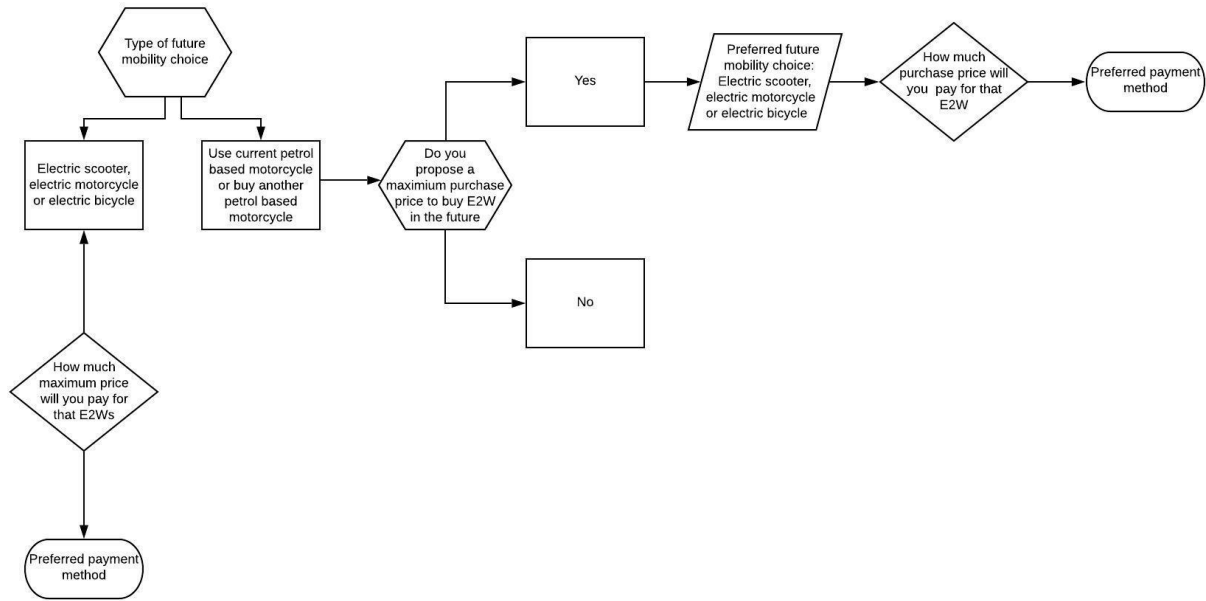 Type of future
mobility choice
Electric scooter,
electric motorcycle
or electric bicycle
Use current petrol
based motorcycle
or buy another
petrol based
motorcycle
Do you
propose a
maximium purchase
price to buy E2W
in the future
Yes
Preferred future
mobility choice:
Electric scooter,
electric motorcycle
or electric bicycle
How much
purchase price will
you pay for that
E2W
Preferred payment
method
No
How much
maximum price
will you pay for
that E2Ws
Preferred payment
method